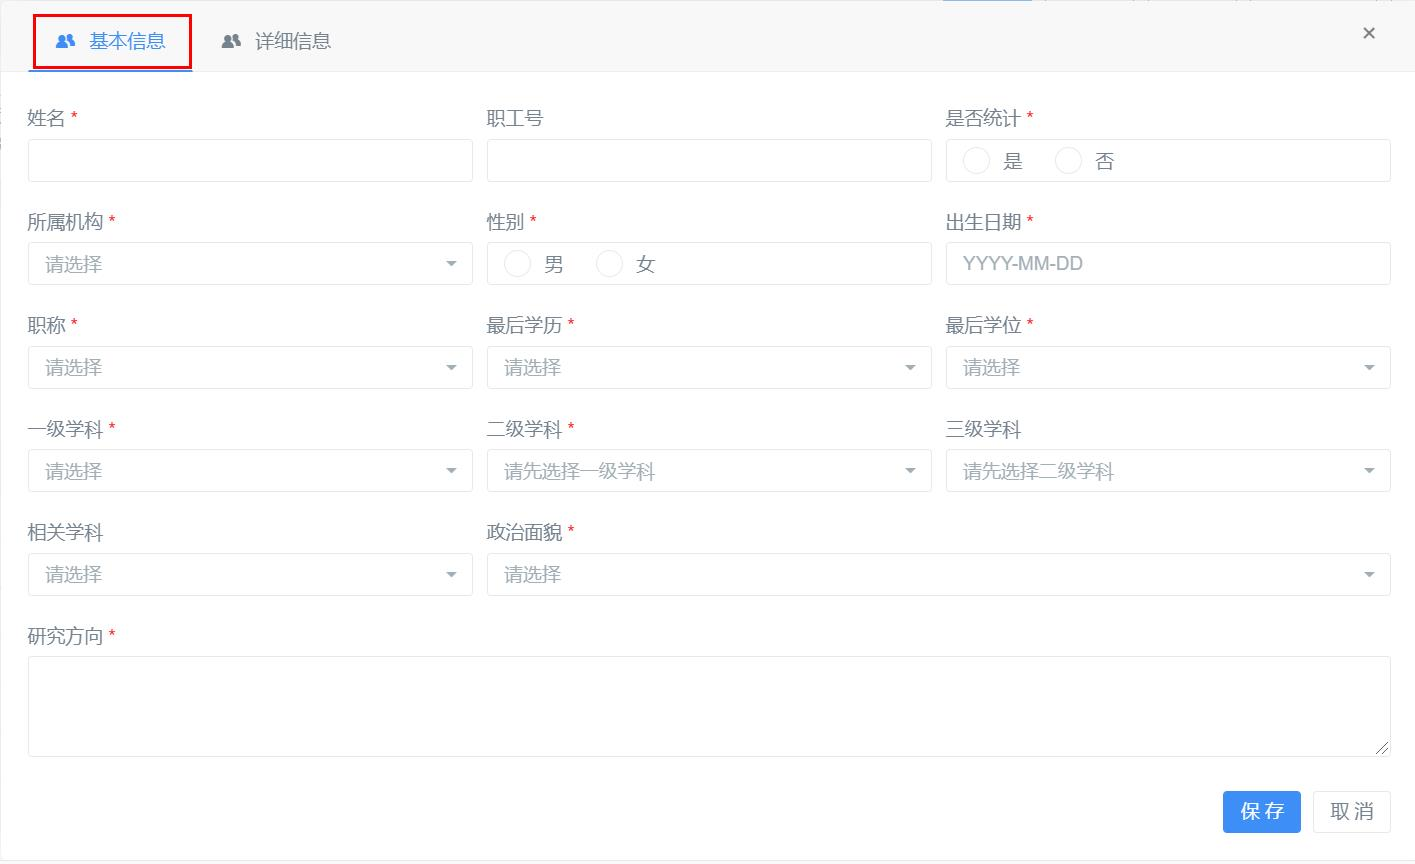 基本信息 详细信息 ×
姓名 * 职工号 是否统计 *
是 否
所属机构 * 性别 * 出生日期 *
请选择 男 女 YYYY-MM-DD
职称 * 最后学历 * 最后学位 *
请选择 请选择 请选择
一级学科 * 二级学科 * 三级学科
请选择 请先选择一级学科 请先选择二级学科
相关学科 政治面貌 *
请选择 请选择
研究方向 *
保存 取消